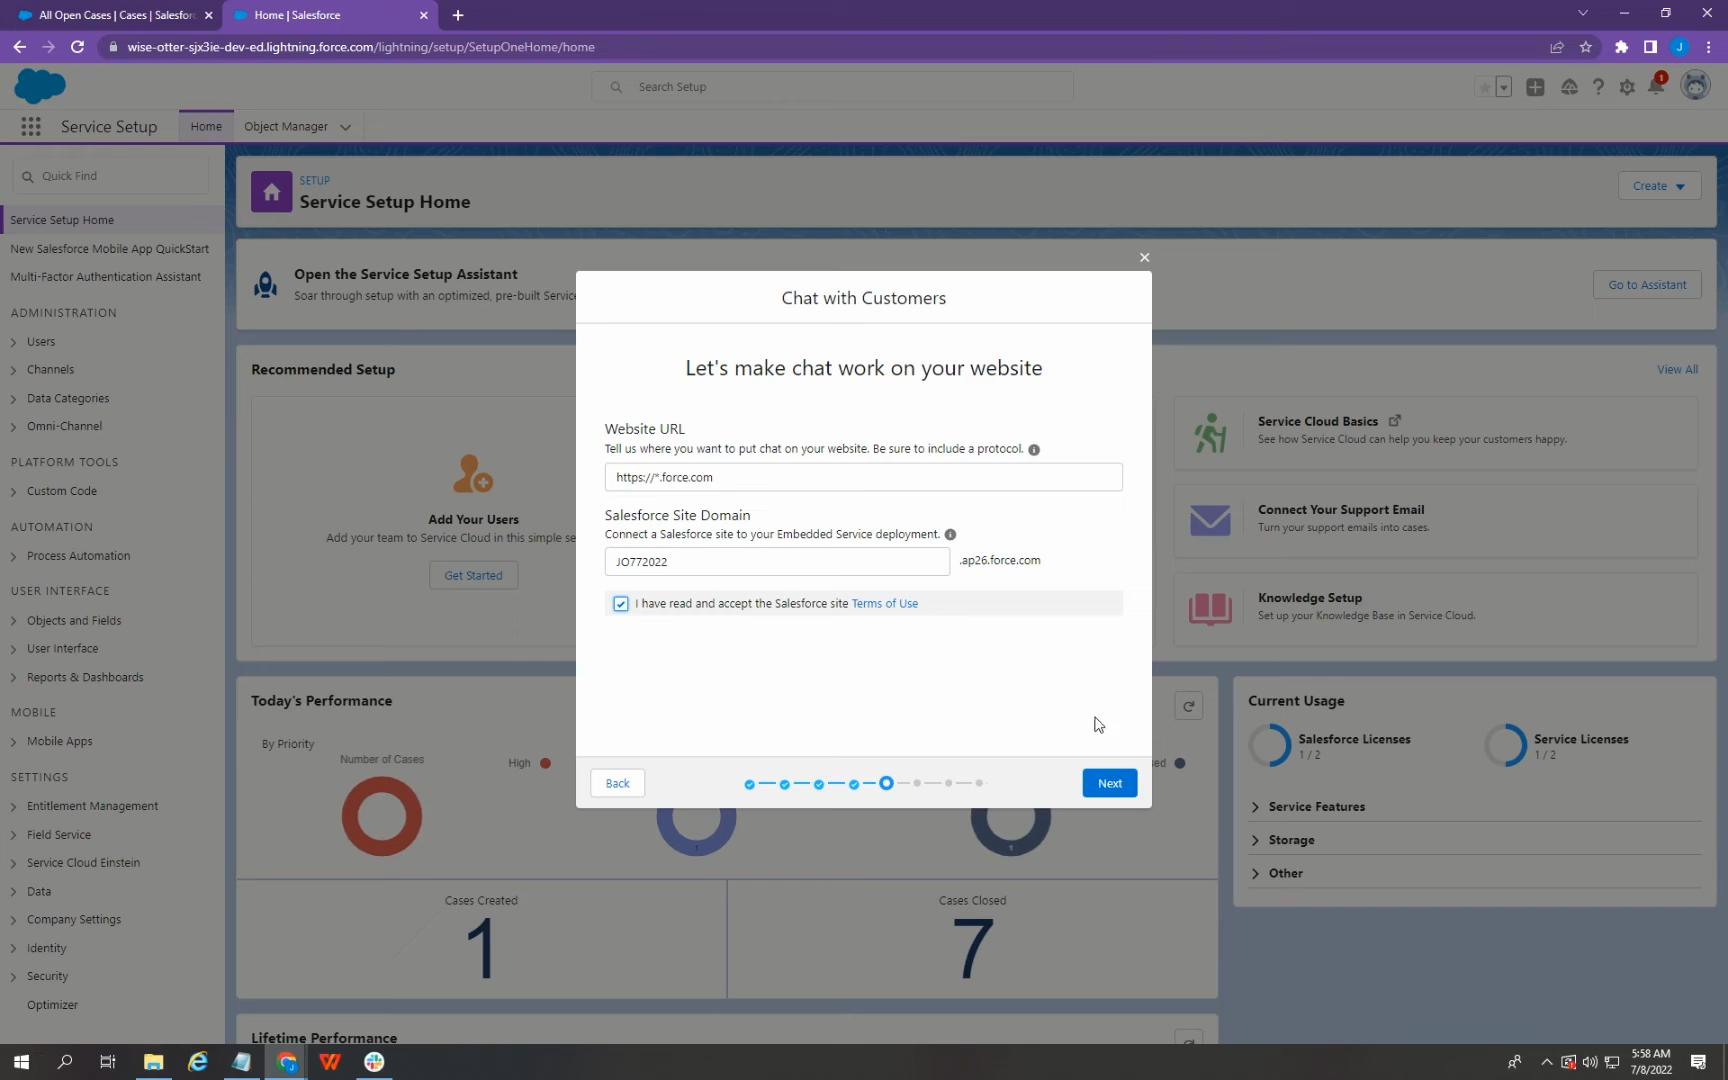 All Open Cases | Cases | Salesfor
Home | Salesforce
wise-otter-sjx3ie-dev-ed.lightning.force.com/lightning/setup/SetupOneHome/home
J
Search Setup
1
Service Setup
Home
Object Manager
Quick Find
Service Setup Home
New Salesforce Mobile App QuickStart
Multi-Factor Authentication Assistant
ADMINISTRATION
Users
Channels
Data Categories
Omni-Channel
PLATFORM TOOLS
Custom Code
AUTOMATION
Process Automation
USER INTERFACE
Objects and Fields
User Interface
Reports & Dashboards
MOBILE
Mobile Apps
SETTINGS
Entitlement Management
Field Service
Service Cloud Einstein
Data
Company Settings
Identity
Security
Optimizer
SETUP
Service Setup Home
Create
Open the Service Setup Assistant
Soar through setup with an optimized, pre-built Service
Go to Assistant
Recommended Setup
View All
Add Your Users
Add your team to Service Cloud in this simple se
Get Started
Service Cloud Basics
See how Service Cloud can help you keep your customers happy.
Connect Your Support Email
Turn your support emails into cases.
Knowledge Setup
Set up your Knowledge Base in Service Cloud.
Chat with Customers
Let's make chat work on your website
Website URL
Tell us where you want to put chat on your website. Be sure to include a protocol.
https://*.force.com
Salesforce Site Domain
Connect a Salesforce site to your Embedded Service deployment.
JO772022
.ap26.force.com
I have read and accept the Salesforce site Terms of Use
Back
Next
Today's Performance
By Priority
Number of Cases
High
sed
1
1
Cases Created
1
Cases Closed
7
Current Usage
Salesforce Licenses
1 / 2
Service Licenses
1 / 2
Service Features
Storage
Other
Lifetime Performance
5:58 AM
7/8/2022